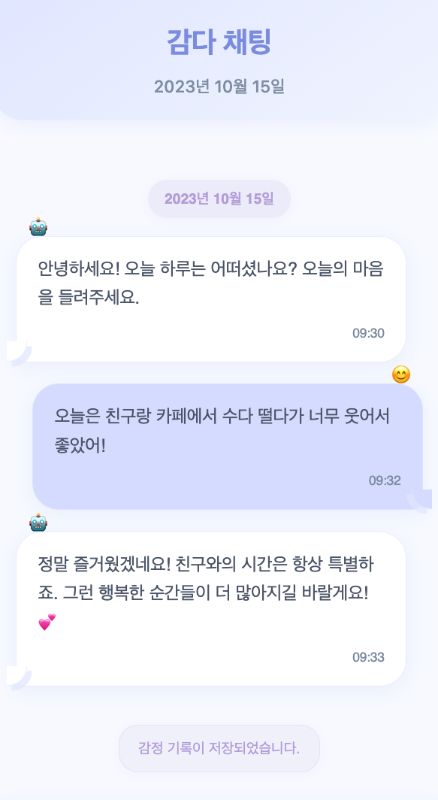 감다 채팅
2023년 10월 15일
2023년 10월 15일
안녕하세요! 오늘 하루는 어떠셨나요? 오늘의 마음
을 들려주세요.
09:30
오늘은 친구랑 카페에서 수다 떨다가 너무 웃어서
좋았어!
09:32
정말 즐거웠겠네요! 친구와의 시간은 항상 특별하
죠. 그런 행복한 순간들이 더 많아지길 바랄게요!
💕
09:33
감정 기록이 저장되었습니다.